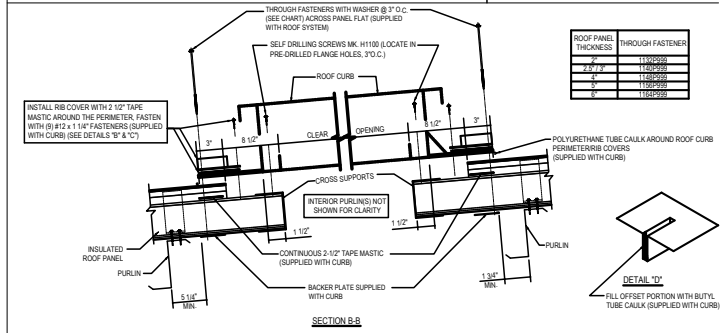 THROUGH FASTENERS WITH WASHER @ 3" O.C.
(SEE CHART) ACROSS PANEL FLAT (SUPPLIED
WITH ROOF SYSTEM)
SELF DRILLING SCREWS MK. H1100 (LOCATE IN
PRE-DRILLED FLANGE HOLES, 3"O.C.)
ROOF CURB
ROOF PANEL
THICKNESS
THROUGH FASTENER
2" 1132P999
2.5" / 3" 1140P999
4" 1148P999
5" 1156P999
6" 1164P999
INSTALL RIB COVER WITH 2 1/2" TAPE
MASTIC AROUND THE PERIMETER, FASTEN
WITH (9) #12 x 1 1/4" FASTENERS (SUPPLIED
WITH CURB) (SEE DETAILS "B" & "C")
3"
8 1/2"
CLEAR
OPENING
8 1/2"
3"
POLYURETHANE TUBE CAULK AROUND ROOF CURB
PERIMETER/RIB COVERS
(SUPPLIED WITH CURB)
CROSS SUPPORTS
INTERIOR PURLIN(S) NOT
SHOWN FOR CLARITY
1 1/2"
1 1/2"
INSULATED
ROOF PANEL
PURLIN
CONTINUOUS 2-1/2" TAPE MASTIC
(SUPPLIED WITH CURB)
PURLIN
BACKER PLATE SUPPLIED
WITH CURB
5 1/4"
MIN.
1 3/4"
MIN.
DETAIL "D"
FILL OFFSET PORTION WITH BUTYL
TUBE CAULK (SUPPLIED WITH CURB)
SECTION B-B